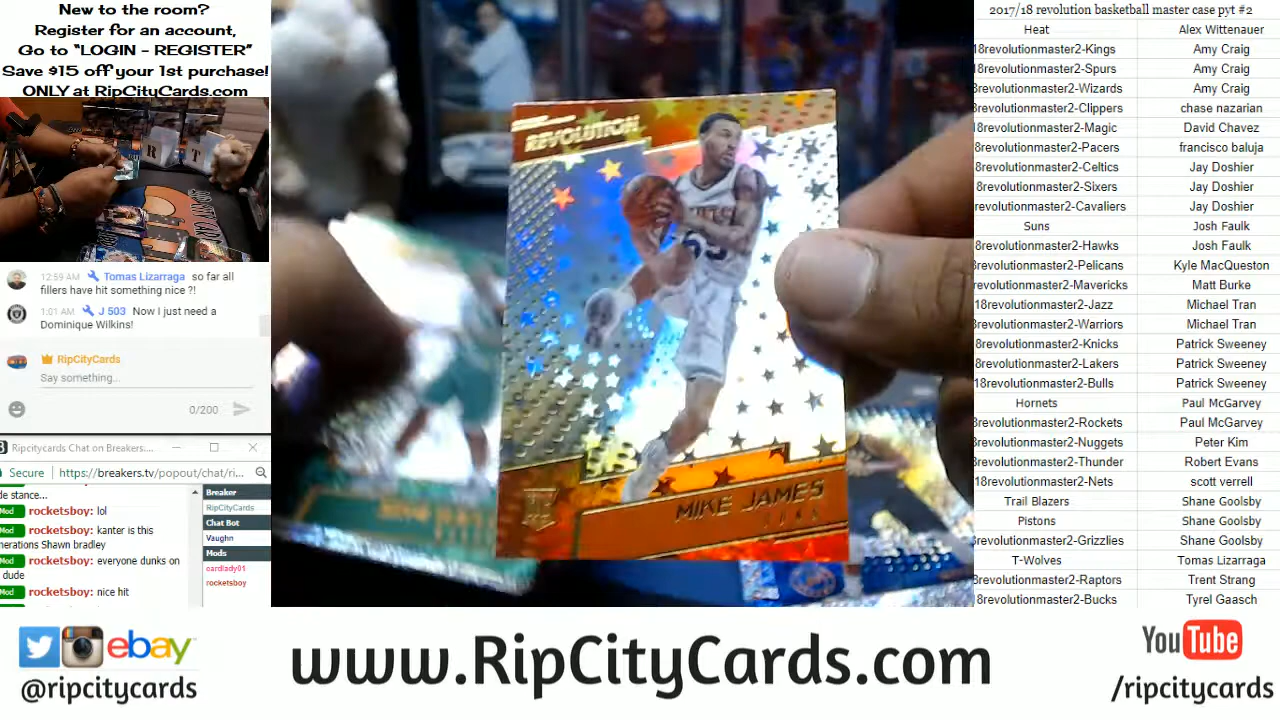 New to the room?
Register for an account,
Go to "LOGIN - REGISTER"
Save $15 off your 1st purchase!
ONLY at RipCityCards.com
R T
12:59 AM Tomas Lizarraga so far all
fillers have hit something nice ?!
1:01 AM J 503 Now I just need a
Dominique Wilkins!
RipCityCards
Say something...
0/200
Ripcitycards Chat on Breakers....
Secure https://breakers.tv/popout/chat/ri...
de stance...
Mod rocketsboy: lol
Mod rocketsboy: kanter is this
nerations Shawn bradley
Mod rocketsboy: everyone dunks on
dude
Mod rocketsboy: nice hit
Breaker
RipCityCards
Chat Bot
Vaughn
Mods
cardlady01
rocketsboy
REVOLUTION
MIKE JAMES
SUNS
2017/18 revolution basketball master case pyt #2
Heat Alex Wittenauer
18revolutionmaster2-Kings Amy Craig
18revolutionmaster2-Spurs Amy Craig
8revolutionmaster2-Wizards Amy Craig
8revolutionmaster2-Clippers chase nazarian
18revolutionmaster2-Magic David Chavez
8revolutionmaster2-Pacers francisco baluja
8revolutionmaster2-Celtics Jay Doshier
8revolutionmaster2-Sixers Jay Doshier
revolutionmaster2-Cavaliers Jay Doshier
Suns Josh Faulk
8revolutionmaster2-Hawks Josh Faulk
8revolutionmaster2-Pelicans Kyle MacQueston
revolutionmaster2-Mavericks Matt Burke
18revolutionmaster2-Jazz Michael Tran
8revolutionmaster2-Warriors Michael Tran
8revolutionmaster2-Knicks Patrick Sweeney
8revolutionmaster2-Lakers Patrick Sweeney
18revolutionmaster2-Bulls Patrick Sweeney
Hornets Paul McGarvey
8revolutionmaster2-Rockets Paul McGarvey
8revolutionmaster2-Nuggets Peter Kim
8revolutionmaster2-Thunder Robert Evans
18revolutionmaster2-Nets scott verrell
Trail Blazers Shane Goolsby
Pistons Shane Goolsby
8revolutionmaster2-Grizzlies Shane Goolsby
T-Wolves Tomas Lizarraga
8revolutionmaster2-Raptors Trent Strang
8revolutionmaster2-Bucks Tyrel Gaasch
ebay
@ripcitycards
www.RipCityCards.com
YouTube
/ripcitycards